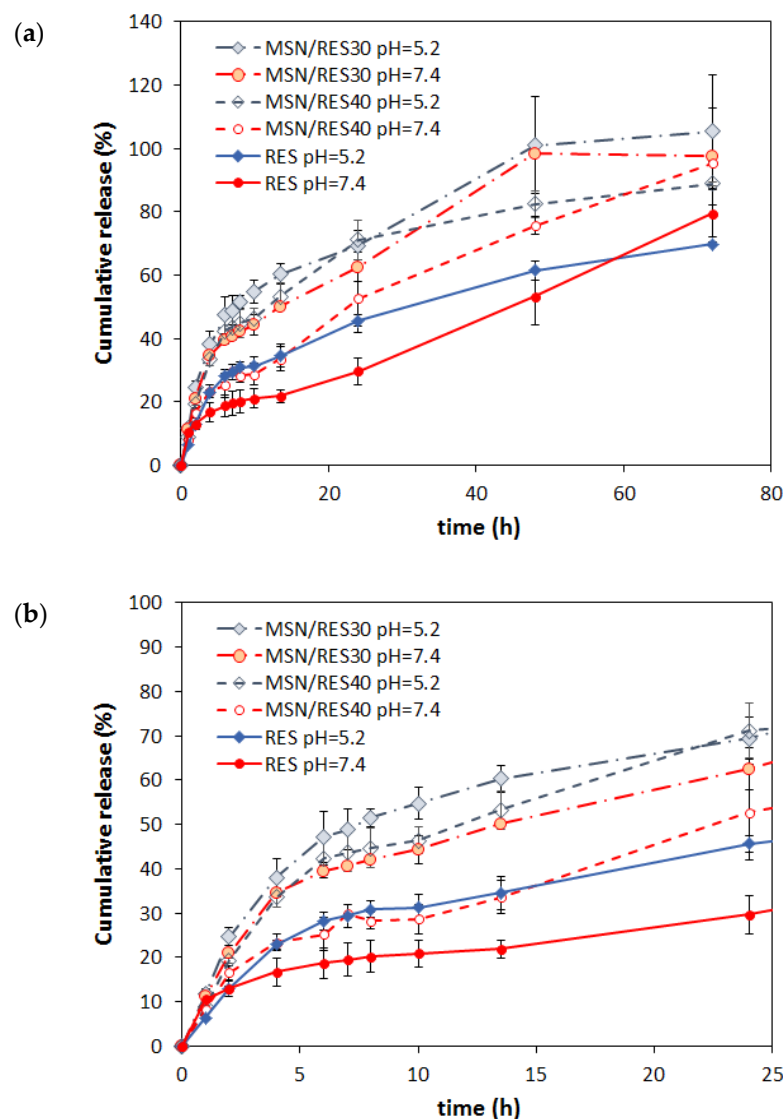 (a)
Cumulative release (%)
140
120
100
80
60
40
20
0
MSN/RES30 pH=5.2
MSN/RES30 pH=7.4
MSN/RES40 pH=5.2
MSN/RES40 pH=7.4
RES pH=5.2
RES pH=7.4
0 20 40 60 80
time (h)
(b)
Cumulative release (%)
100
90
80
70
60
50
40
30
20
10
0
MSN/RES30 pH=5.2
MSN/RES30 pH=7.4
MSN/RES40 pH=5.2
MSN/RES40 pH=7.4
RES pH=5.2
RES pH=7.4
0 5 10 15 20 25
time (h)